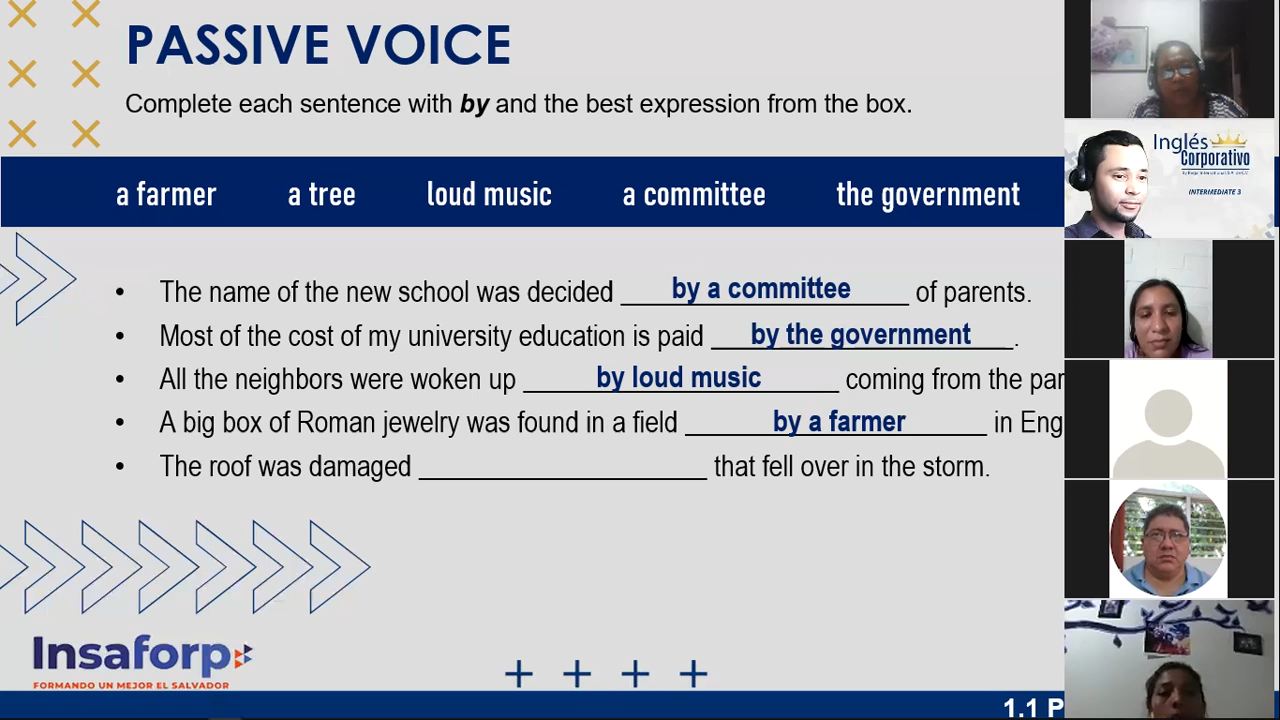 PASSIVE VOICE
Complete each sentence with by and the best expression from the box.
a farmer a tree loud music a committee the government
Inglés
Corporativo
INTERMEDIATE 3
• The name of the new school was decided by a committee of parents.
• Most of the cost of my university education is paid by the government.
• All the neighbors were woken up by loud music coming from the par
• A big box of Roman jewelry was found in a field by a farmer in Eng
• The roof was damaged ____________________ that fell over in the storm.
Insaforp
FORMANDO UN MEJOR EL SALVADOR
1.1 P